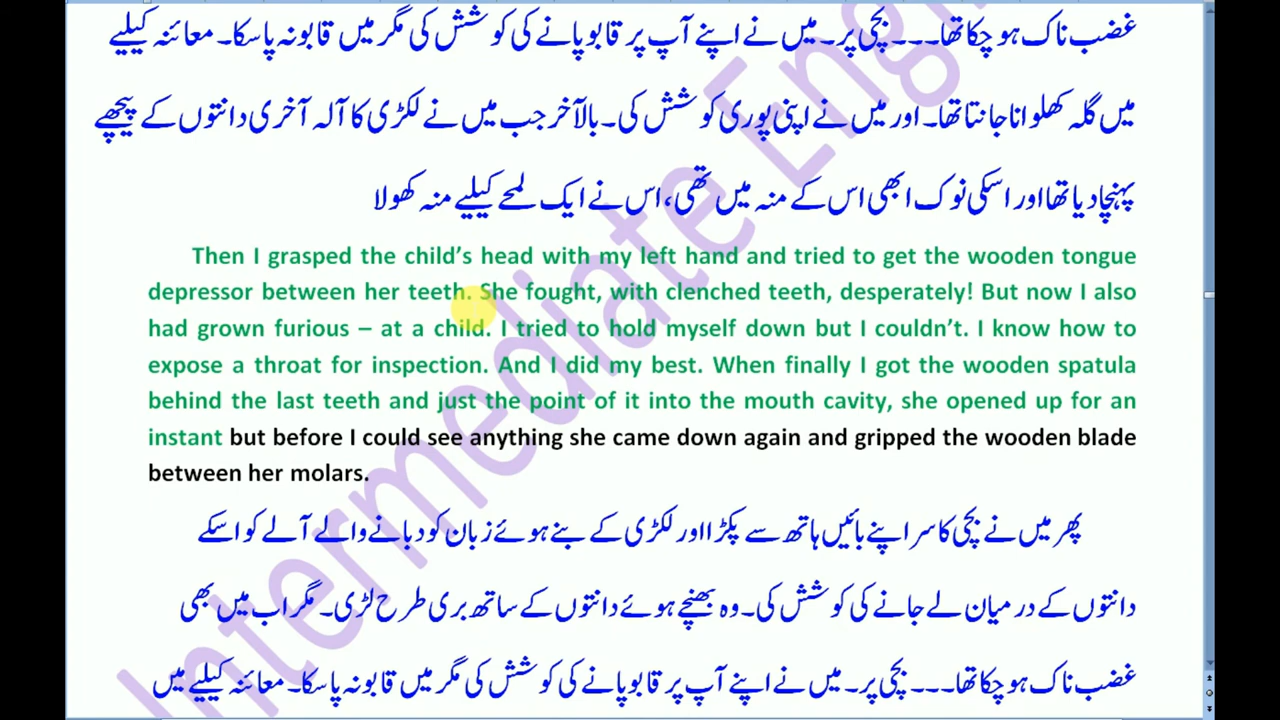 غضب ناک ہو چکا تھا۔۔۔۔ بچی پر۔ میں نے اپنے آپ پر قابو پانے کی کوشش کی مگر میں قابو نہ پا سکا۔ معائنہ کیلیے
میں گلہ کھلوانا جانتا تھا۔ اور میں نے اپنی پوری کوشش کی۔ بالآخر جب میں نے لکڑی کا آلہ آخری دانتوں کے پیچھے
پہنچا دیا تھا اور اسکی نوک ابھی اس کے منہ میں تھی، اس نے ایک لمحے کیلیے منہ کھولا
Then I grasped the child's head with my left hand and tried to get the wooden tongue
depressor between her teeth. She fought, with clenched teeth, desperately! But now I also
had grown furious – at a child. I tried to hold myself down but I couldn't. I know how to
expose a throat for inspection. And I did my best. When finally I got the wooden spatula
behind the last teeth and just the point of it into the mouth cavity, she opened up for an
instant but before I could see anything she came down again and gripped the wooden blade
between her molars.
پھر میں نے بچی کا سر اپنے بائیں ہاتھ سے پکڑا اور لکڑی کے بنے ہوئے زبان کو دبانے والے آلے کو اسکے
دانتوں کے درمیان لے جانے کی کوشش کی۔ وہ بھنچے ہوئے دانتوں کے ساتھ بری طرح لڑی۔ مگر اب میں بھی
غضب ناک ہو چکا تھا۔۔۔۔ بچی پر۔ میں نے اپنے آپ پر قابو پانے کی کوشش کی مگر میں قابو نہ پا سکا۔ معائنہ کیلیے میں
Intermediate Eng